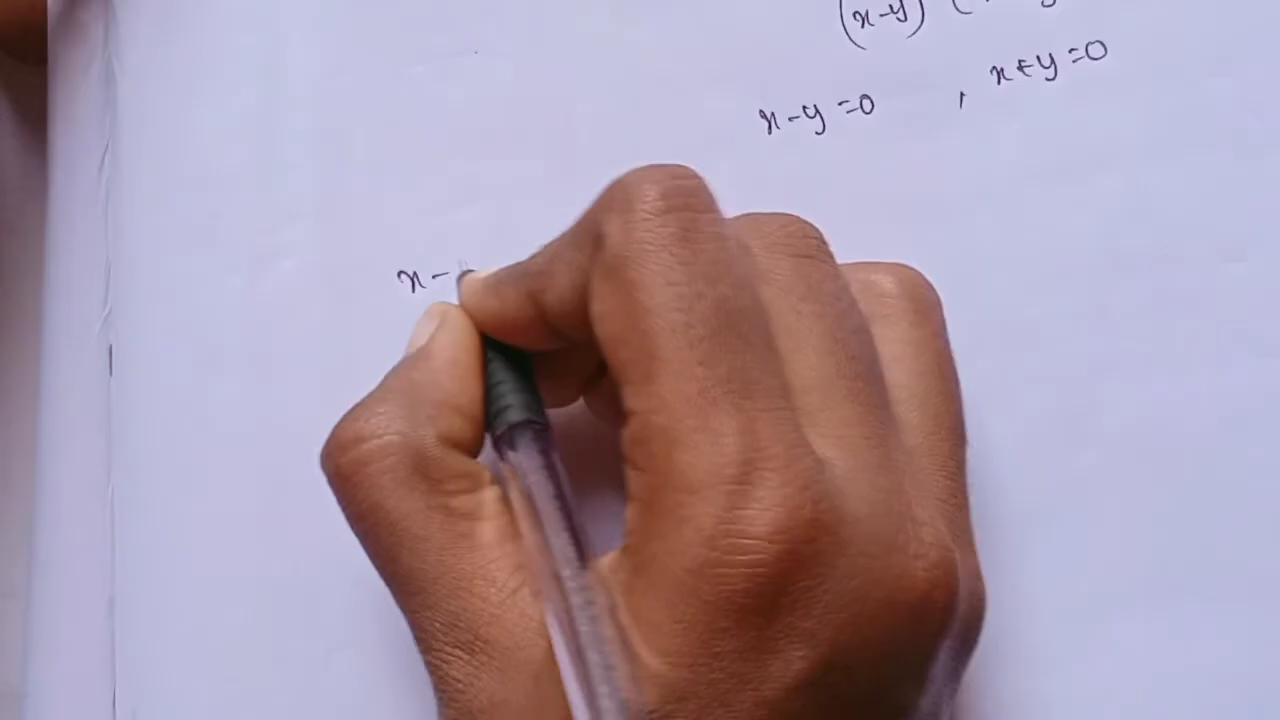 (x-y) (
x-y=0 , x+y=0
x-